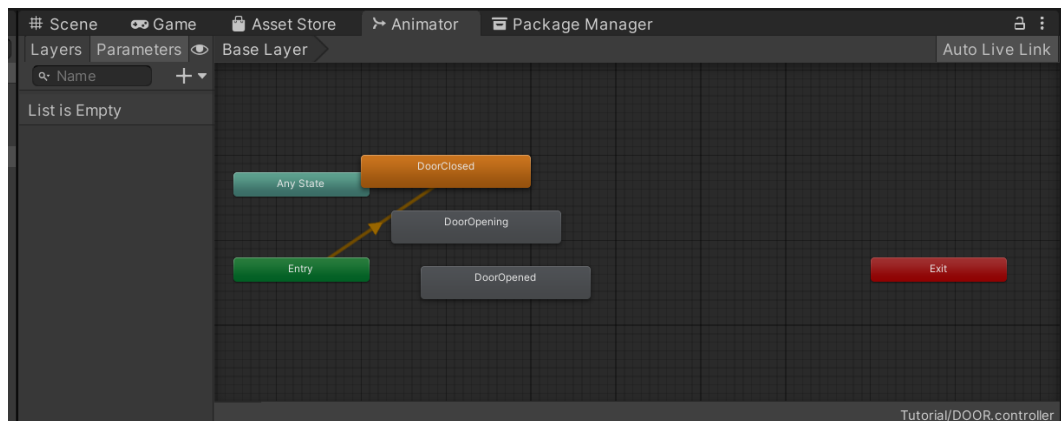 Scene Game Asset Store Animator Package Manager
Layers Parameters Base Layer Auto Live Link
Name
List is Empty
DoorClosed
Any State
DoorOpening
Entry
DoorOpened
Exit
Tutorial/DOOR.controller